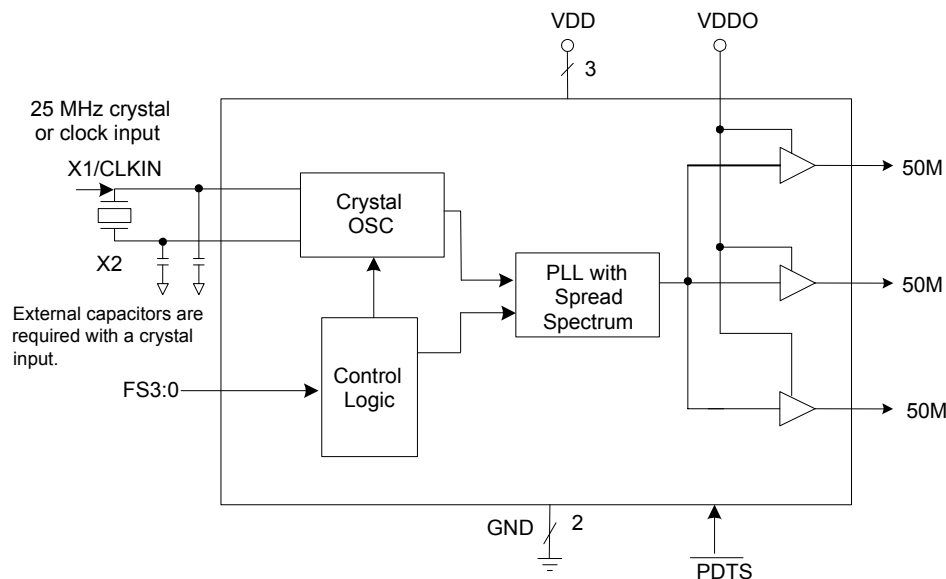 VDD
VDDO
3
25 MHz crystal
or clock input
X1/CLKIN
X2
External capacitors are
required with a crystal
input.
FS3:0
Crystal
OSC
Control
Logic
PLL with
Spread
Spectrum
50M
50M
50M
GND
2
PDTS